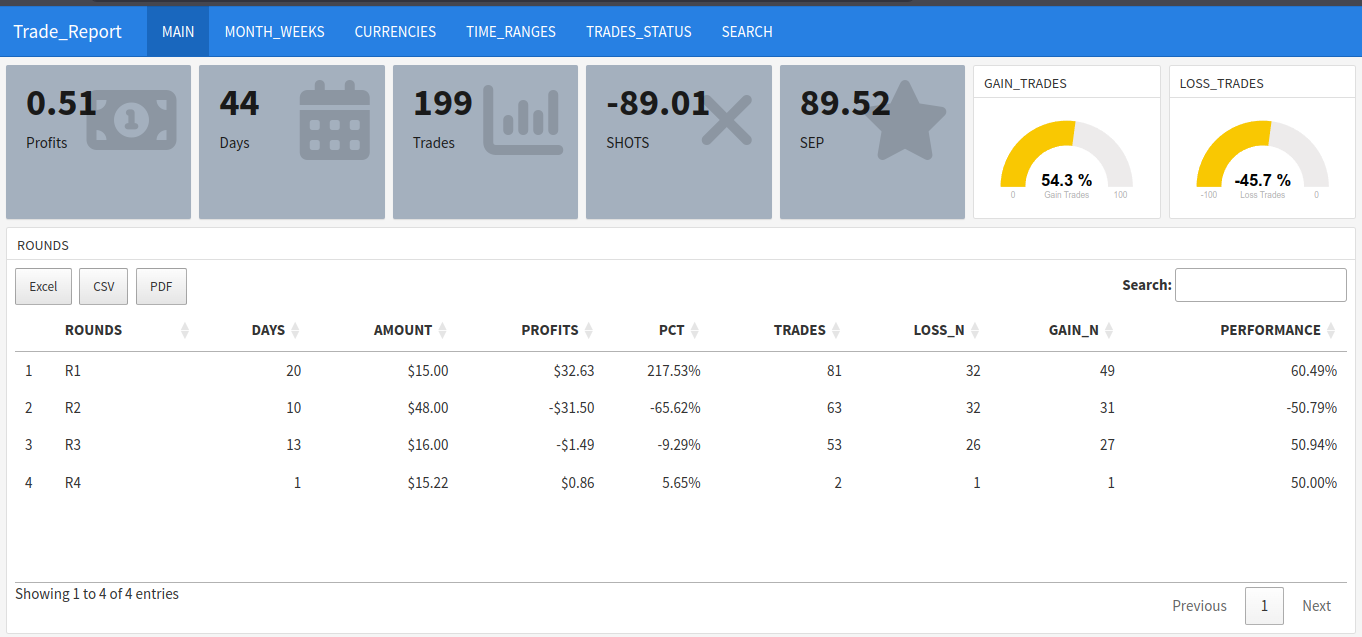 Trade_Report MAIN MONTH_WEEKS CURRENCIES TIME_RANGES TRADES_STATUS SEARCH
0.51
Profits
44
Days
199
Trades
-89.01
SHOTS
89.52
SEP
GAIN_TRADES
54.3 %
0 Gain Trades 100
LOSS_TRADES
-45.7 %
-100 Loss Trades 0
1
ROUNDS
Excel CSV PDF Search:
ROUNDS DAYS AMOUNT PROFITS PCT TRADES LOSS_N GAIN_N PERFORMANCE
1 R1 20 $15.00 $32.63 217.53% 81 32 49 60.49%
2 R2 10 $48.00 -$31.50 -65.62% 63 32 31 -50.79%
3 R3 13 $16.00 -$1.49 -9.29% 53 26 27 50.94%
4 R4 1 $15.22 $0.86 5.65% 2 1 1 50.00%
Showing 1 to 4 of 4 entries
Previous 1 Next